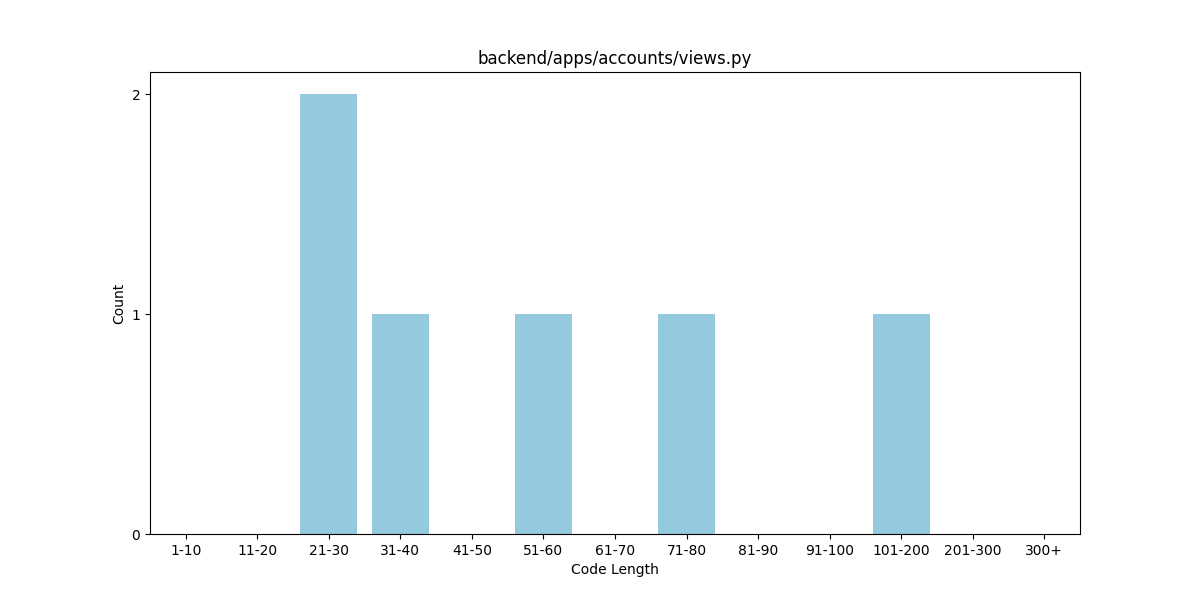 backend/apps/accounts/views.py
2
1
0
Count
1-10 11-20 21-30 31-40 41-50 51-60 61-70 71-80 81-90 91-100 101-200 201-300 300+
Code Length